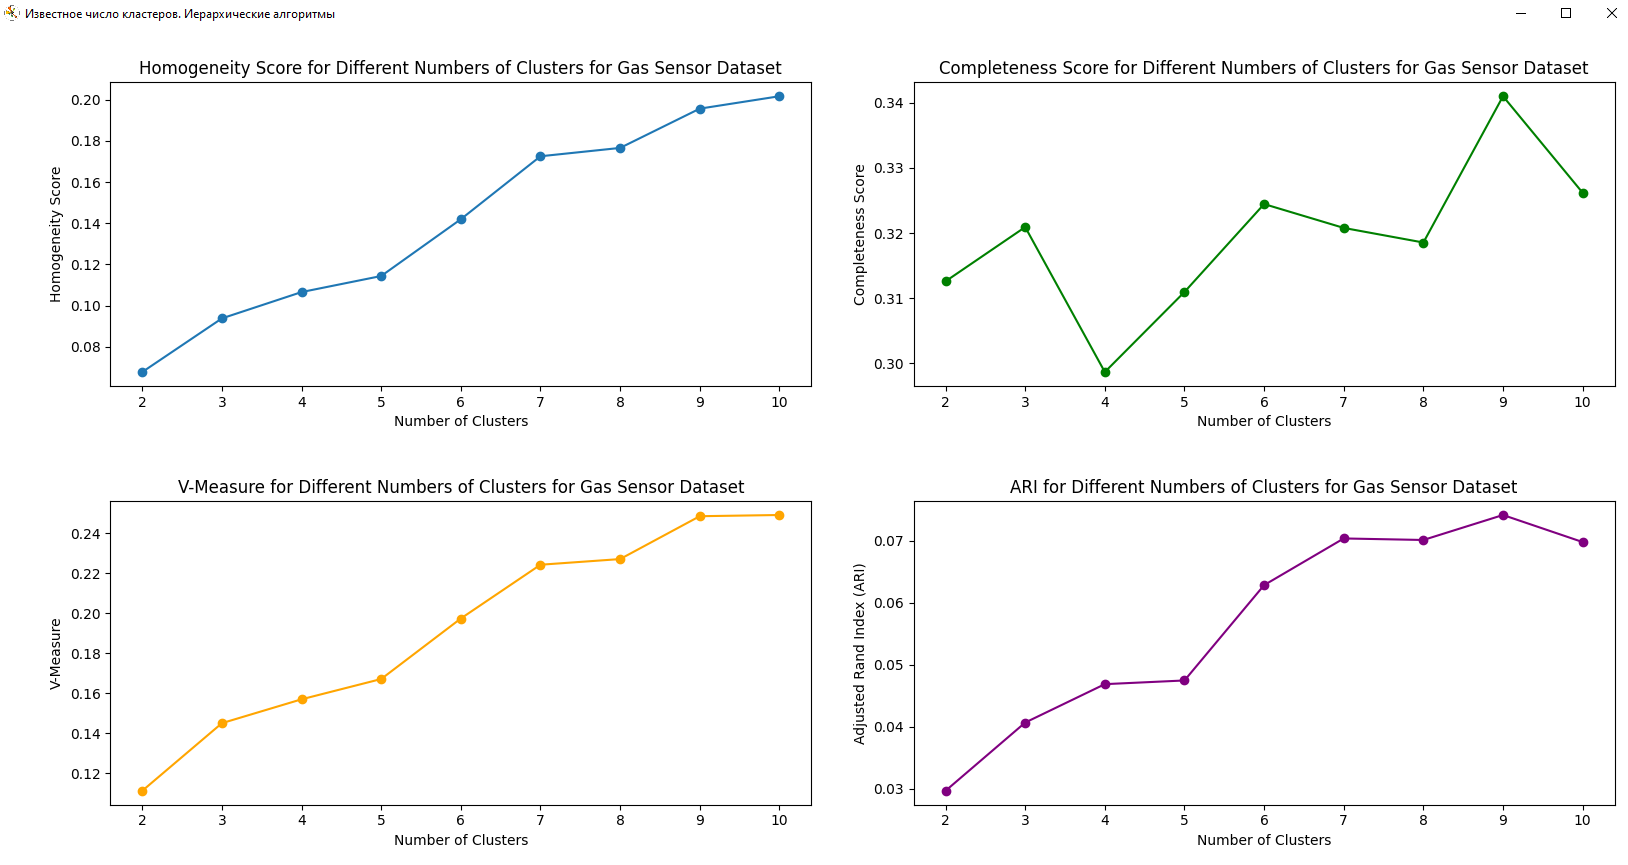 Известное число кластеров. Иерархические алгоритмы
Homogeneity Score for Different Numbers of Clusters for Gas Sensor Dataset
0.20
0.18
0.16
0.14
0.12
0.10
0.08
Homogeneity Score
2 3 4 5 6 7 8 9 10
Number of Clusters
Completeness Score for Different Numbers of Clusters for Gas Sensor Dataset
0.34
0.33
0.32
0.31
0.30
Completeness Score
2 3 4 5 6 7 8 9 10
Number of Clusters
V-Measure for Different Numbers of Clusters for Gas Sensor Dataset
0.24
0.22
0.20
0.18
0.16
0.14
0.12
V-Measure
2 3 4 5 6 7 8 9 10
Number of Clusters
ARI for Different Numbers of Clusters for Gas Sensor Dataset
0.07
0.06
0.05
0.04
0.03
Adjusted Rand Index (ARI)
2 3 4 5 6 7 8 9 10
Number of Clusters